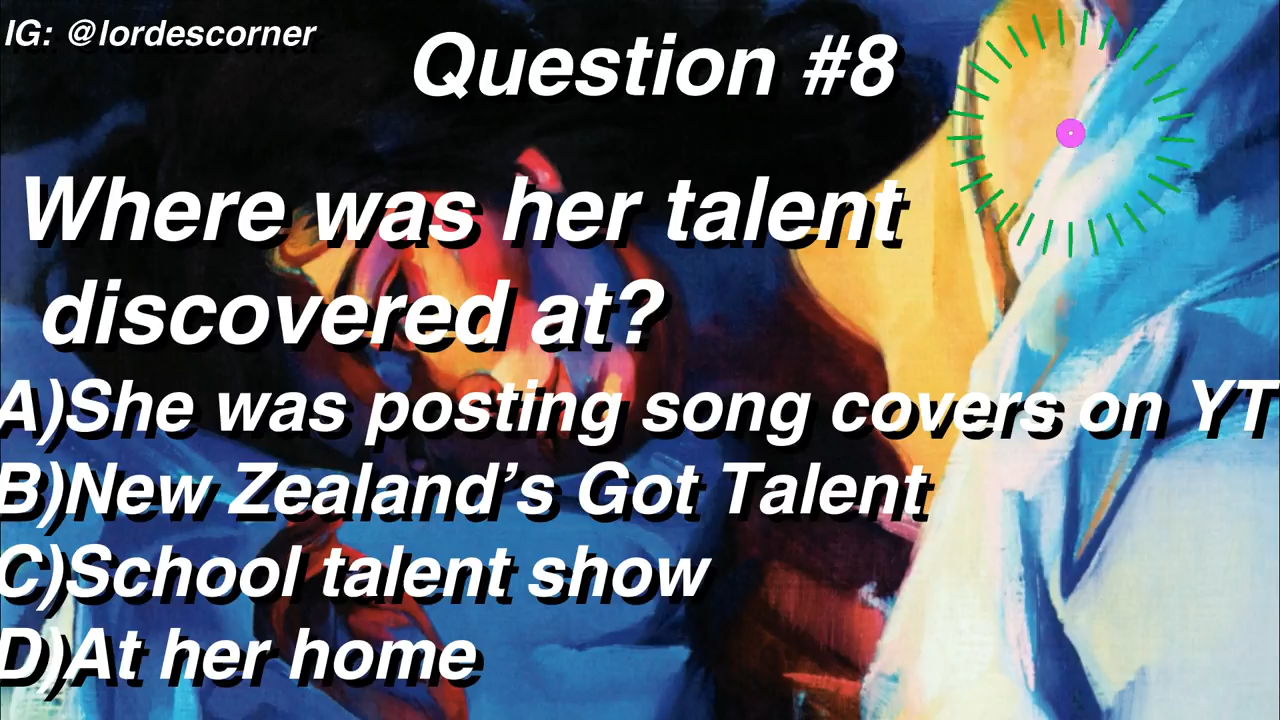 IG: @lordescorner
Question #8
Where was her talent
discovered at?
A)She was posting song covers on YT
B)New Zealand’s Got Talent
C)School talent show
D)At her home